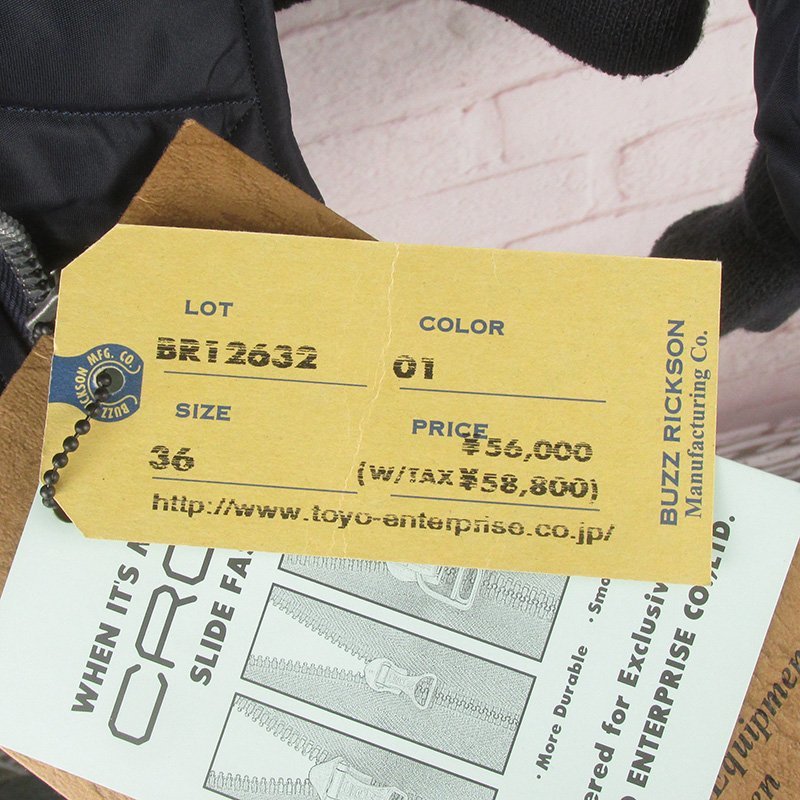 LOT
BR12632
COLOR
01
SIZE
36
PRICE
¥56,000
(W/TAX ¥58,800)
http://www.toyo-enterprise.co.jp/
BUZZ RICKSON
Manufacturing Co.
MFG. CO.
BUZZ RICKSON
WHEN IT'S A
CRO
SLIDE FA
· Smo
· More Durable
ered for Exclusiv
O ENTERPRISE CO., LTD.
Equipmen
en